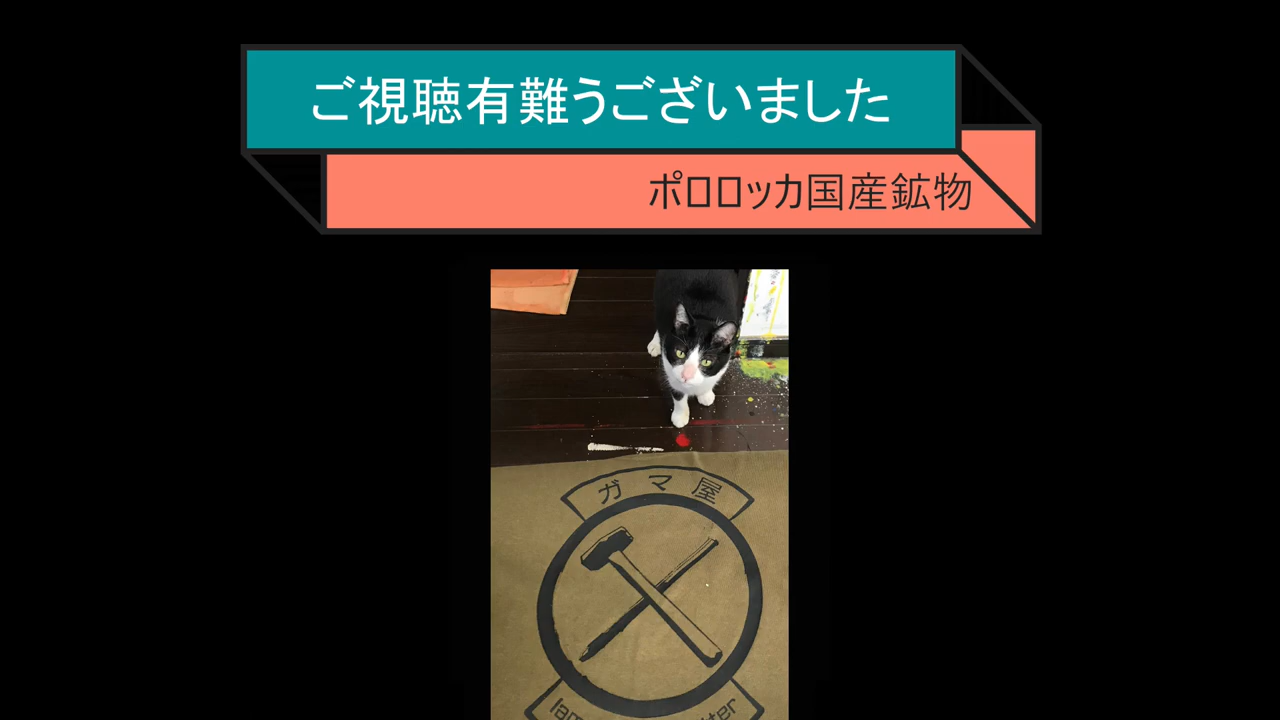 ご視聴有難うございました
ポロロッカ国産鉱物
ガマ屋